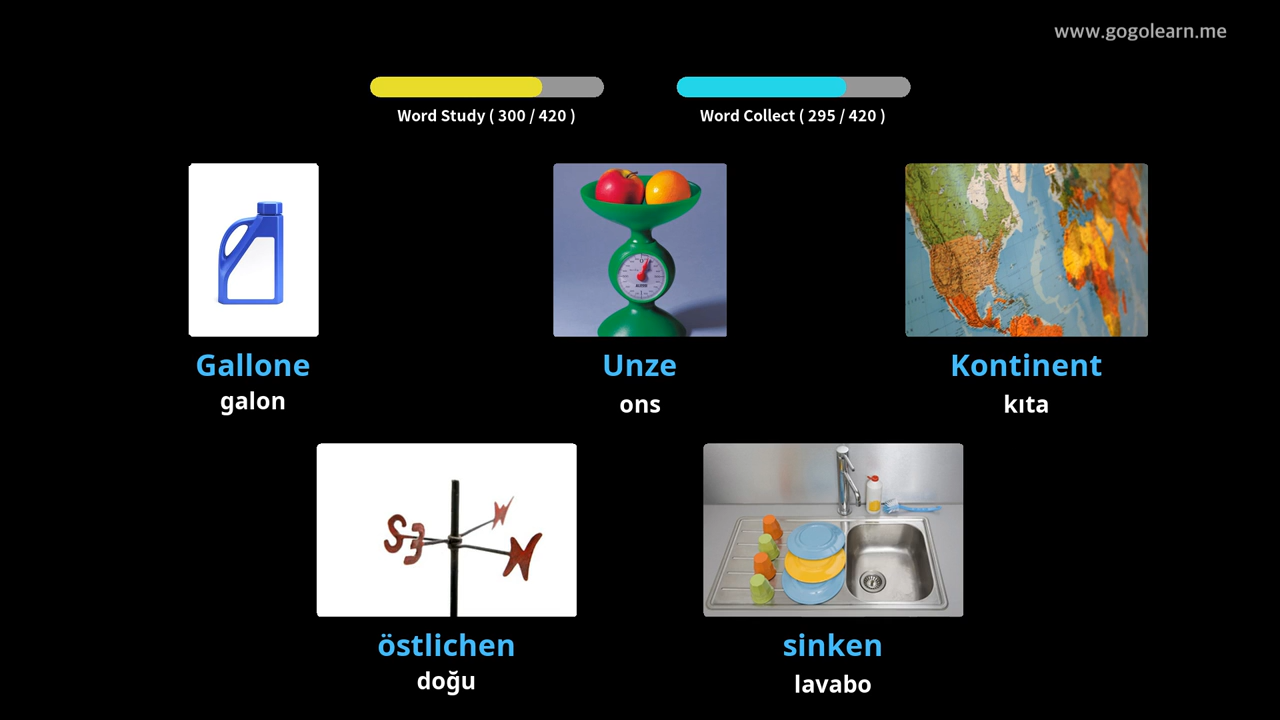 www.gogolearn.me
Word Study ( 300 / 420 )
Word Collect ( 295 / 420 )
Gallone
galon
Unze
ons
Kontinent
kıta
östlichen
doğu
sinken
lavabo